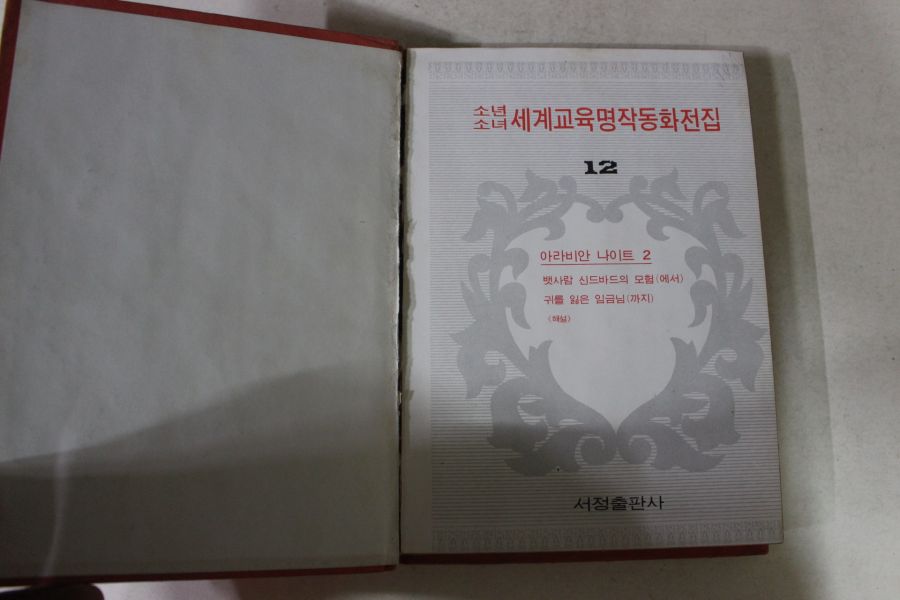 소년
소녀 세계교육명작동화전집
12
아라비안 나이트 2
뱃사람 신드바드의 모험(에서)
귀를 잃은 임금님(까지)
〈해설〉
서정출판사